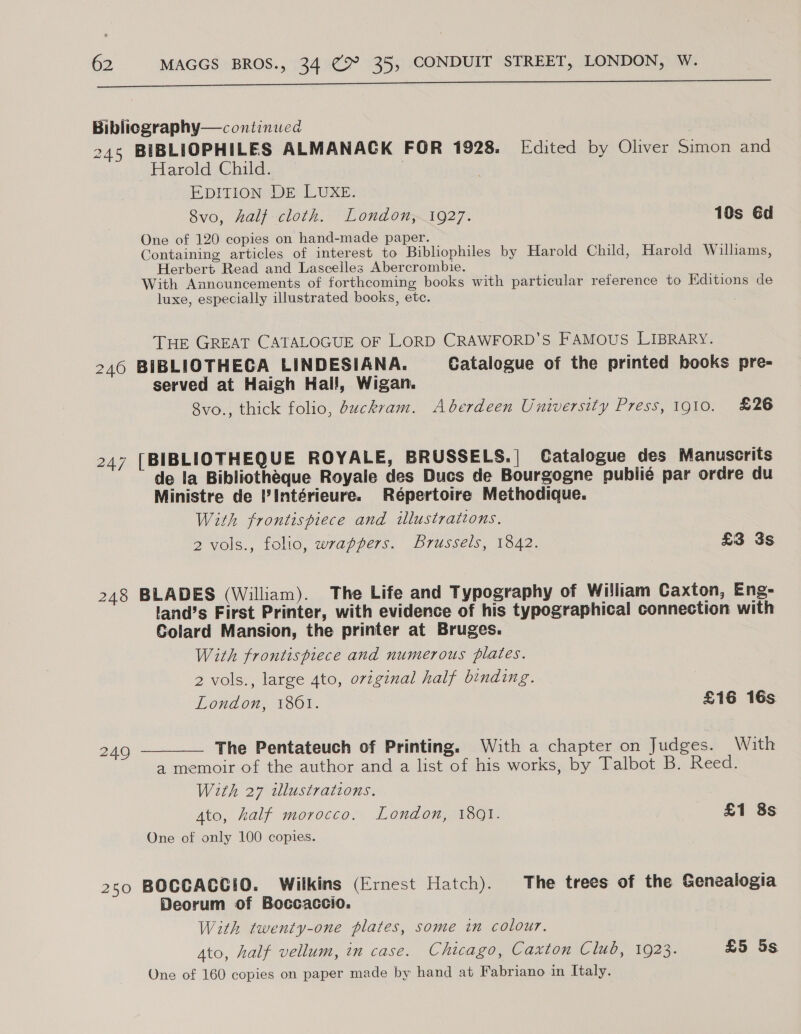 62 MAGGS BROS., 34 & 35, CONDUIT STREET, LONDON, W.
Bibliography—continued
245 BIBLIOPHILES ALMANACK FOR 1928. Edited by Oliver Simon and
Harold Child.
EDITION DE LUXE.
8vo, half cloth. London, 1927. 10s 6d
One of 120 copies on hand-made paper.
Containing articles of interest to Bibliophiles by Harold Child, Harold Williams,
Herbert Read and Lascelles Abercrombie.
With Announcements of forthcoming books with particular reference to Editions de
luxe, especially illustrated books, etc.
THE GREAT CATALOGUE OF LORD CRAWFORD'S FAMOUS LIBRARY.
246 BIBLIOTHECA LINDESIANA. Catalogue of the printed books pre-
served at Haigh Hall, Wigan.
8vo., thick folio, buckram. Aberdeen University Press, 1910. £26
247 [BIBLIOTHEQUE ROYALE, BRUSSELS.] Catalogue des Manuscrits
de la Bibliothèque Royale des Ducs de Bourgogne publié par ordre du
Ministre de l'Intérieure. Répertoire Methodique.
With frontispiece and illustrations.
2 vols., folio, wrappers. Brussels, 1842. £3 3s
248 BLADES (William). The Life and Typography of William Caxton, Eng-
land's First Printer, with evidence of his typographical connection with
Colard Mansion, the printer at Bruges.
With frontispiece and numerous plates.
2 vols., large 4to, original half binding.
London, 1861. £16 16s
249 ——— The Pentateuch of Printing. With a chapter on Judges. With
a memoir of the author and a list of his works, by Talbot B. Reed.
With 27 illustrations.
4to, half morocco. London, 1891. £1 8s
One of only 100 copies.
250 BOCCACCIO. Wilkins (Ernest Hatch). The trees of the Genealogia
Deorum of Boccaccio.
With twenty-one plates, some in colour.
4to, half vellum, in case. Chicago, Caxton Club, 1923. £5 5s
One of 160 copies on paper made by hand at Fabriano in Italy.